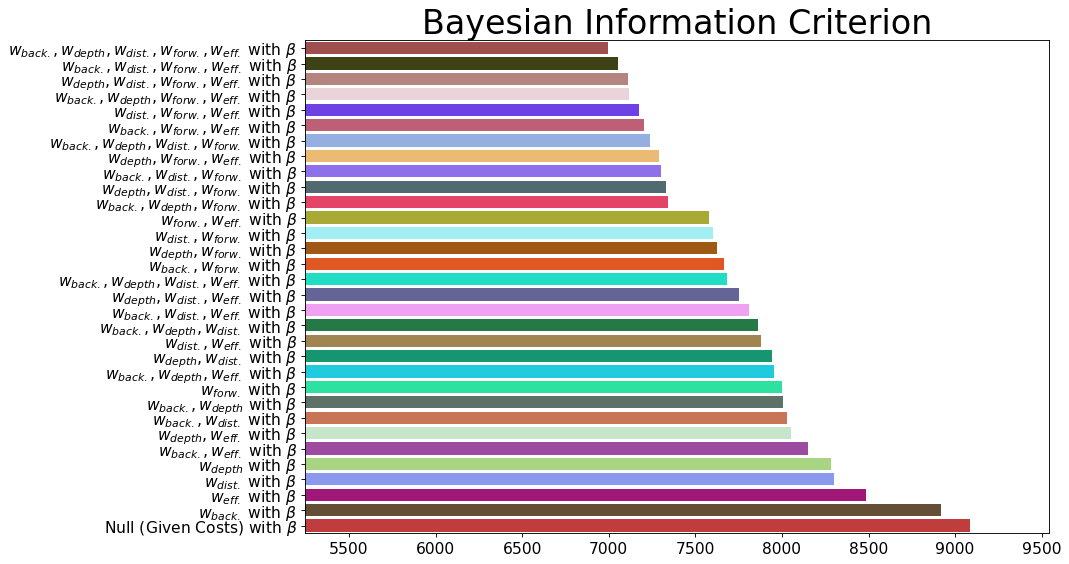 Bayesian Information Criterion
w_back., w_depth, w_dist., w_forw., w_eff. with β
w_back., w_dist., w_forw., w_eff. with β
w_depth, w_dist., w_forw., w_eff. with β
w_back., w_depth, w_forw., w_eff. with β
w_dist., w_forw., w_eff. with β
w_back., w_forw., w_eff. with β
w_back., w_depth, w_dist., w_forw. with β
w_depth, w_forw., w_eff. with β
w_back., w_dist., w_forw. with β
w_depth, w_dist., w_forw. with β
w_back., w_depth, w_forw. with β
w_forw., w_eff. with β
w_dist., w_forw. with β
w_depth, w_forw. with β
w_back., w_forw. with β
w_back., w_depth, w_dist., w_eff. with β
w_depth, w_dist., w_eff. with β
w_back., w_dist., w_eff. with β
w_back., w_depth, w_dist. with β
w_dist., w_eff. with β
w_depth, w_dist. with β
w_back., w_depth, w_eff. with β
w_forw. with β
w_back., w_depth with β
w_back., w_dist. with β
w_depth, w_eff. with β
w_back., w_eff. with β
w_depth with β
w_dist. with β
w_eff. with β
w_back. with β
Null (Given Costs) with β
5500 6000 6500 7000 7500 8000 8500 9000 9500